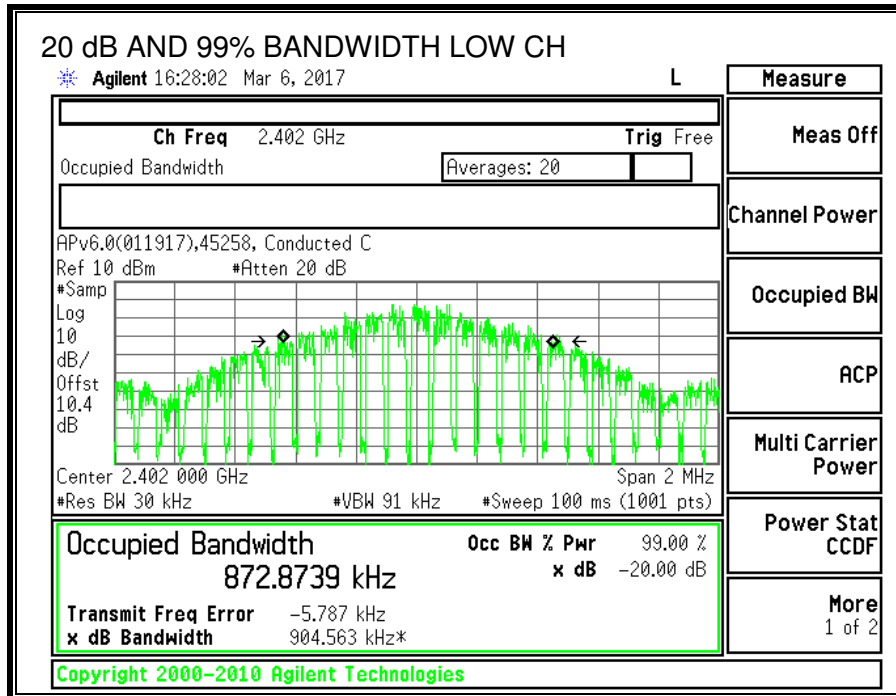 20 dB AND 99% BANDWIDTH LOW CH
Agilent 16:28:02 Mar 6, 2017 L
Measure
Ch Freq 2.402 GHz Trig Free
Meas Off
Occupied Bandwidth Averages: 20
Channel Power
APv6.0(011917),45258, Conducted C
Ref 10 dBm #Atten 20 dB
#Samp
Log
10
dB/
Offst
10.4
dB
Occupied BW
ACP
Center 2.402 000 GHz Span 2 MHz
#Res BW 30 kHz #VBW 91 kHz #Sweep 100 ms (1001 pts)
Multi Carrier
Power
Occupied Bandwidth Occ BW % Pwr 99.00 %
872.8739 kHz x dB -20.00 dB
Power Stat
CCDF
Transmit Freq Error -5.787 kHz
x dB Bandwidth 904.563 kHz*
More
1 of 2
Copyright 2000-2010 Agilent Technologies